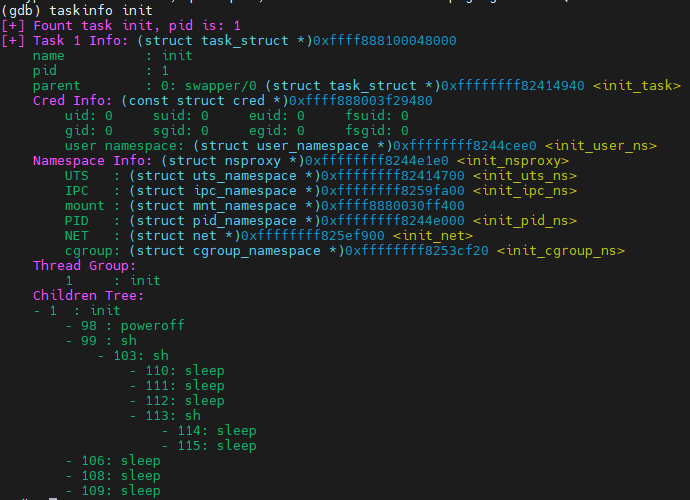 (gdb) taskinfo init
[+] Fount task init, pid is: 1
[+] Task 1 Info: (struct task_struct *)0xffff888100048000
name : init
pid : 1
parent : 0: swapper/0 (struct task_struct *)0xffffffff82414940 <init_task>
Cred Info: (const struct cred *)0xffff888003f29480
uid: 0 suid: 0 euid: 0 fsuid: 0
gid: 0 sgid: 0 egid: 0 fsgid: 0
user namespace: (struct user_namespace *)0xffffffff8244cee0 <init_user_ns>
Namespace Info: (struct nsproxy *)0xffffffff8244e1e0 <init_nsproxy>
UTS : (struct uts_namespace *)0xffffffff82414700 <init_uts_ns>
IPC : (struct ipc_namespace *)0xffffffff8259fa00 <init_ipc_ns>
mount : (struct mnt_namespace *)0xffff8880030ff400
PID : (struct pid_namespace *)0xffffffff8244e000 <init_pid_ns>
NET : (struct net *)0xffffffff825ef900 <init_net>
cgroup: (struct cgroup_namespace *)0xffffffff8253cf20 <init_cgroup_ns>
Thread Group:
1 : init
Children Tree:
- 1 : init
- 98 : poweroff
- 99 : sh
- 103: sh
- 110: sleep
- 111: sleep
- 112: sleep
- 113: sh
- 114: sleep
- 115: sleep
- 106: sleep
- 108: sleep
- 109: sleep